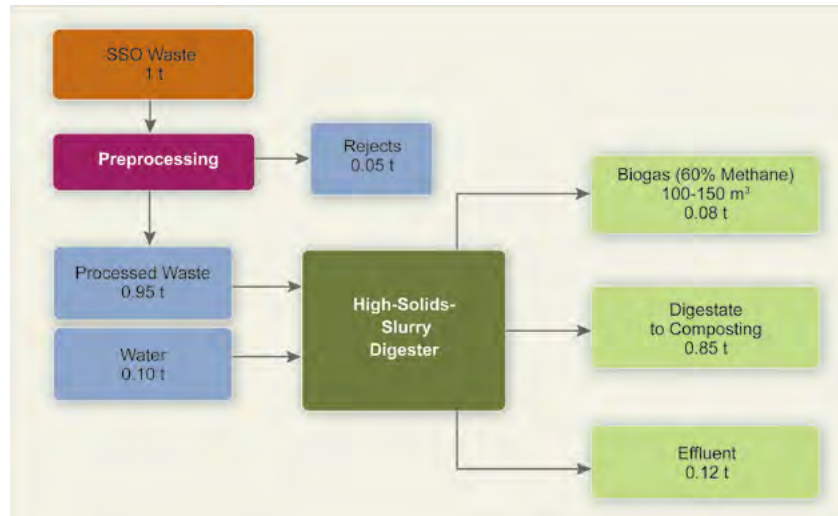 SSO Waste
1 t
Preprocessing
Rejects
0.05 t
Biogas (60% Methane)
100-150 m³
0.08 t
Processed Waste
0.95 t
High-Solids-
Slurry
Digester
Digestate
to Composting
0.85 t
Water
0.10 t
Effluent
0.12 t